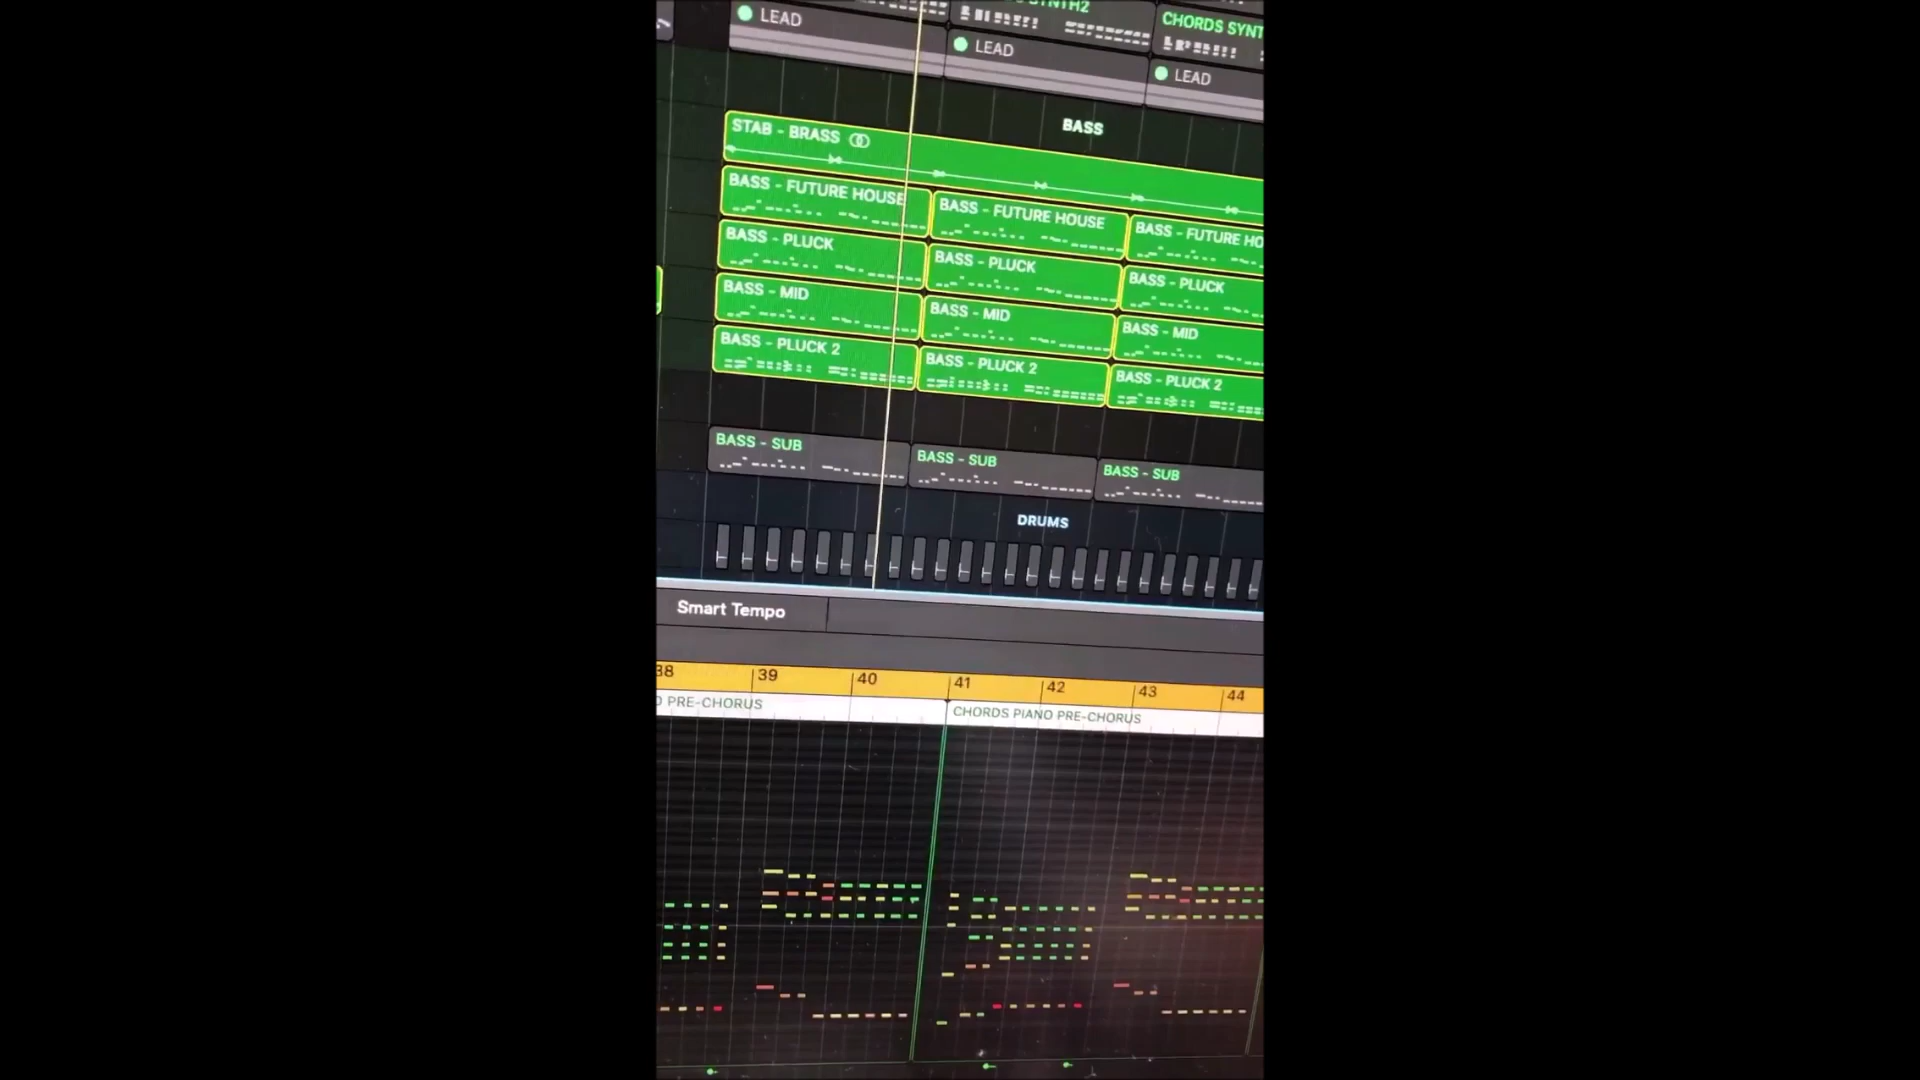 SYNTH2
CHORDS SYNT
LEAD
LEAD
LEAD
BASS
STAB - BRASS
BASS - FUTURE HOUSE
BASS - FUTURE HOUSE
BASS - FUTURE HO
BASS - PLUCK
BASS - PLUCK
BASS - PLUCK
BASS - MID
BASS - MID
BASS - MID
BASS - PLUCK 2
BASS - PLUCK 2
BASS - PLUCK 2
BASS - SUB
BASS - SUB
BASS - SUB
DRUMS
Smart Tempo
38 39 40 41 42 43 44
O PRE-CHORUS
CHORDS PIANO PRE-CHORUS